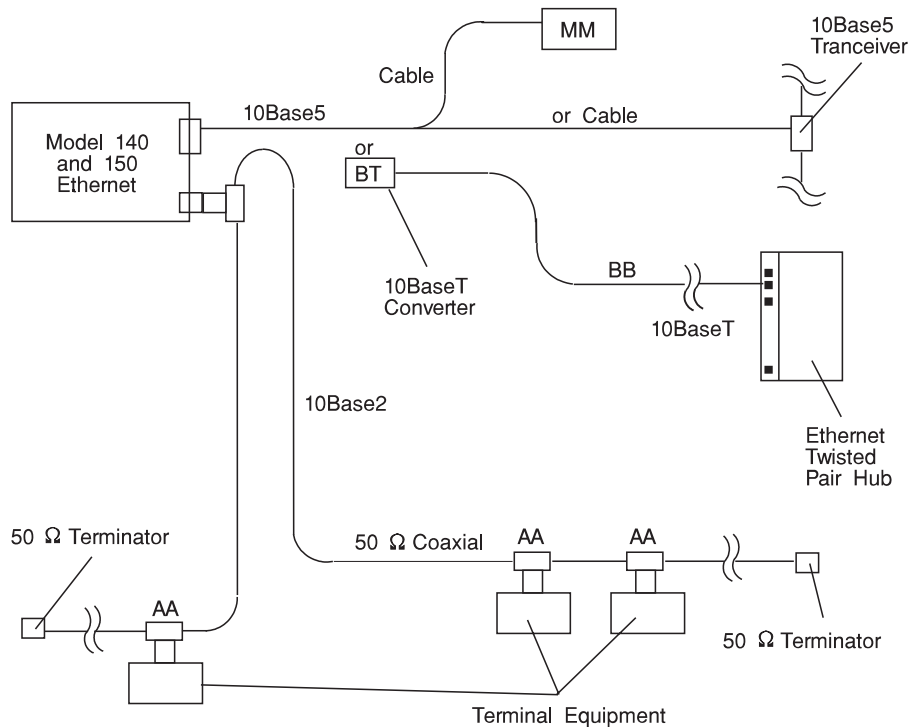 MM
10Base5
Tranceiver
Cable
10Base5
or Cable
Model 140
and 150
Ethernet
or
BT
BB
10BaseT
Converter
10BaseT
10Base2
Ethernet
Twisted
Pair Hub
50 Ω Terminator
50 Ω Coaxial
AA
AA
AA
50 Ω Terminator
Terminal Equipment